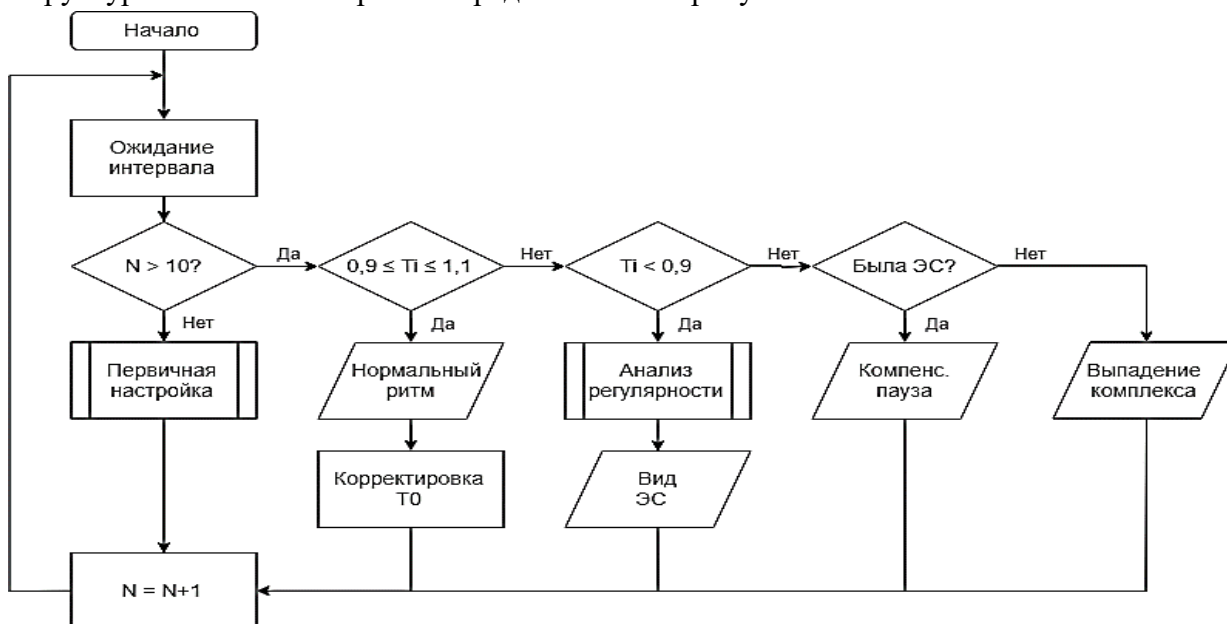 Начало
Ожидание
интервала
N > 10?
Да
0,9 ≤ Ti ≤ 1,1
Нет
Ti < 0,9
Нет
Была ЭС?
Нет
Нет
Да
Да
Да
Первичная
настройка
Нормальный
ритм
Анализ
регулярности
Компенс.
пауза
Выпадение
комплекса
Корректировка
T0
Вид
ЭС
N = N+1